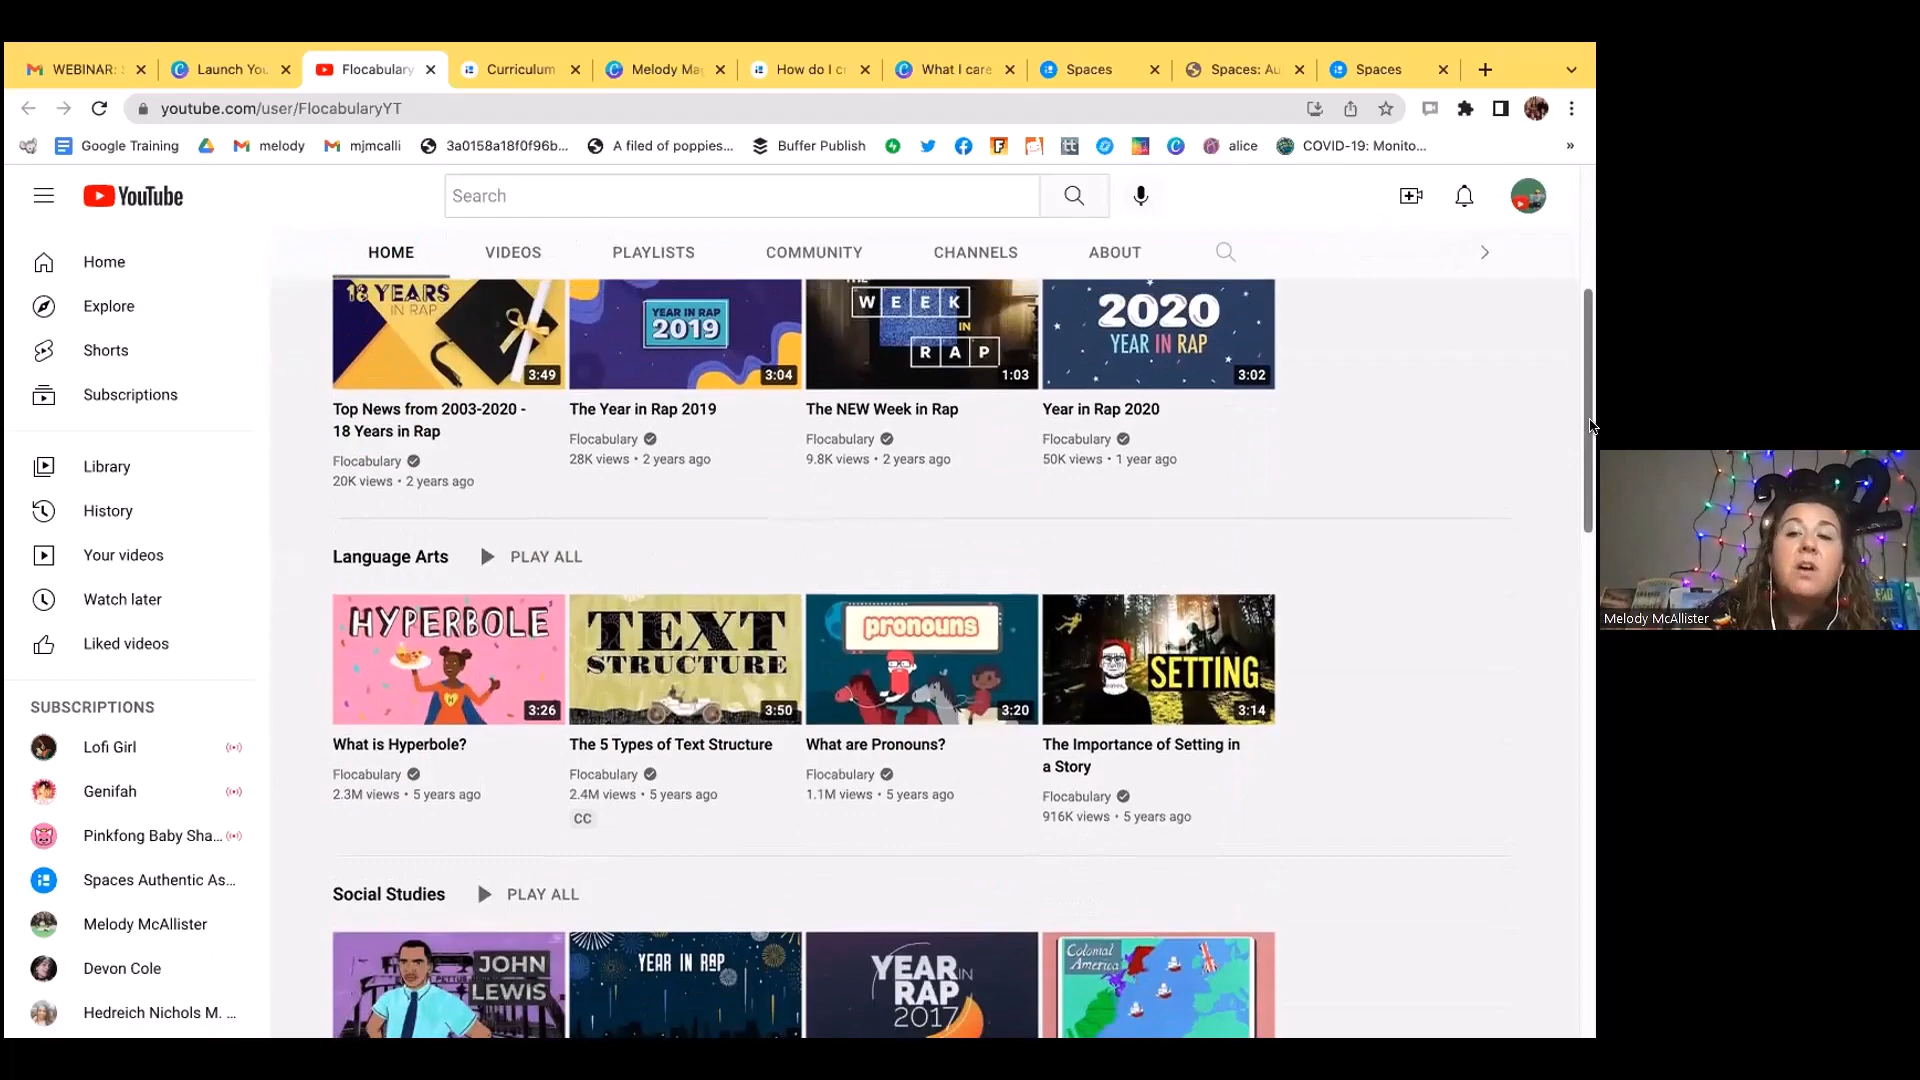 WEBINAR:
Launch You
Flocabulary
Curriculum
Melody Ma
How do I c
What I care
Spaces
Spaces: Au
Spaces
youtube.com/user/FlocabularyYT
Google Training
melody
mjmcalli
3a0158a18f0f96b...
A filed of poppies...
Buffer Publish
alice
COVID-19: Monito...
»
YouTube
Search
HOME
VIDEOS
PLAYLISTS
COMMUNITY
CHANNELS
ABOUT
Home
Explore
Shorts
Subscriptions
Library
History
Your videos
Watch later
Liked videos
SUBSCRIPTIONS
Lofi Girl
Genifah
Pinkfong Baby Sha...
Spaces Authentic As...
Melody McAllister
Devon Cole
Hedreich Nichols M. ...
18 YEARS
IN RAP
3:49
YEAR IN RAP
2019
3:04
WEEK
IN
RAP
1:03
2020
YEAR IN RAP
3:02
Top News from 2003-2020 -
18 Years in Rap
Flocabulary
20K views • 2 years ago
The Year in Rap 2019
Flocabulary
28K views • 2 years ago
The NEW Week in Rap
Flocabulary
9.8K views • 2 years ago
Year in Rap 2020
Flocabulary
50K views • 1 year ago
Language Arts
PLAY ALL
HYPERBOLE
3:26
TEXT
STRUCTURE
3:50
pronouns
3:20
SETTING
3:14
What is Hyperbole?
Flocabulary
2.3M views • 5 years ago
The 5 Types of Text Structure
Flocabulary
2.4M views • 5 years ago
CC
What are Pronouns?
Flocabulary
1.1M views • 5 years ago
The Importance of Setting in
a Story
Flocabulary
916K views • 5 years ago
Social Studies
PLAY ALL
JOHN
LEWIS
YEAR IN RAP
YEAR IN
RAP
2017
Colonial
America
Melody McAllister